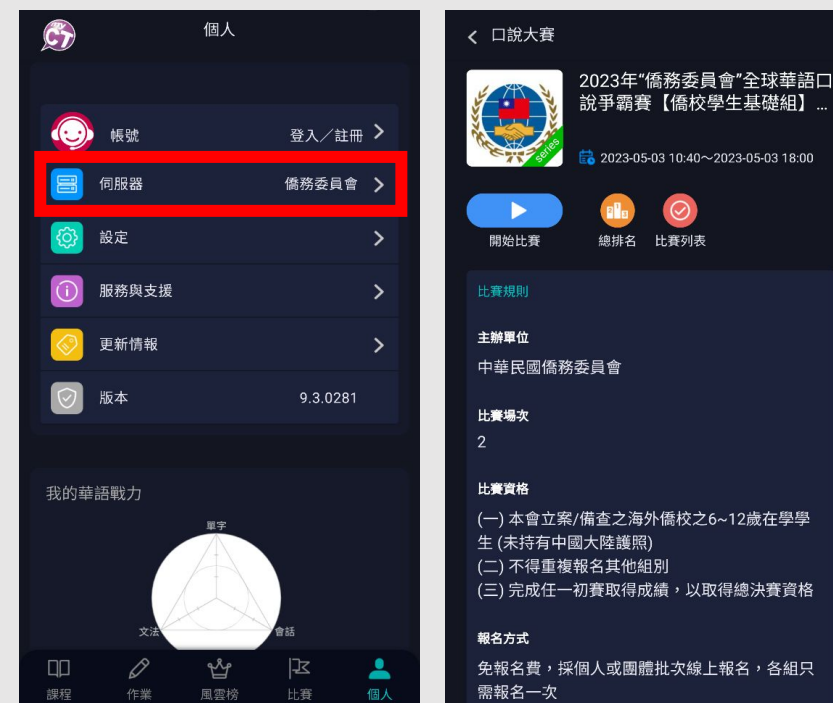 個人
帳號
登入／註冊
伺服器
僑務委員會
設定
服務與支援
更新情報
版本
9.3.0281
我的華語戰力
單字
文法
會話
課程
作業
風雲榜
比賽
個人
口說大賽
2023年“僑務委員會”全球華語口
說爭霸賽【僑校學生基礎組】...
series
2023-05-03 10:40～2023-05-03 18:00
開始比賽
總排名
比賽列表
比賽規則
主辦單位
中華民國僑務委員會
比賽場次
2
比賽資格
(一) 本會立案/備查之海外僑校之6~12歲在學學
生 (未持有中國大陸護照)
(二) 不得重複報名其他組別
(三) 完成任一初賽取得成績，以取得總決賽資格
報名方式
免報名費，採個人或團體批次線上報名，各組只
需報名一次